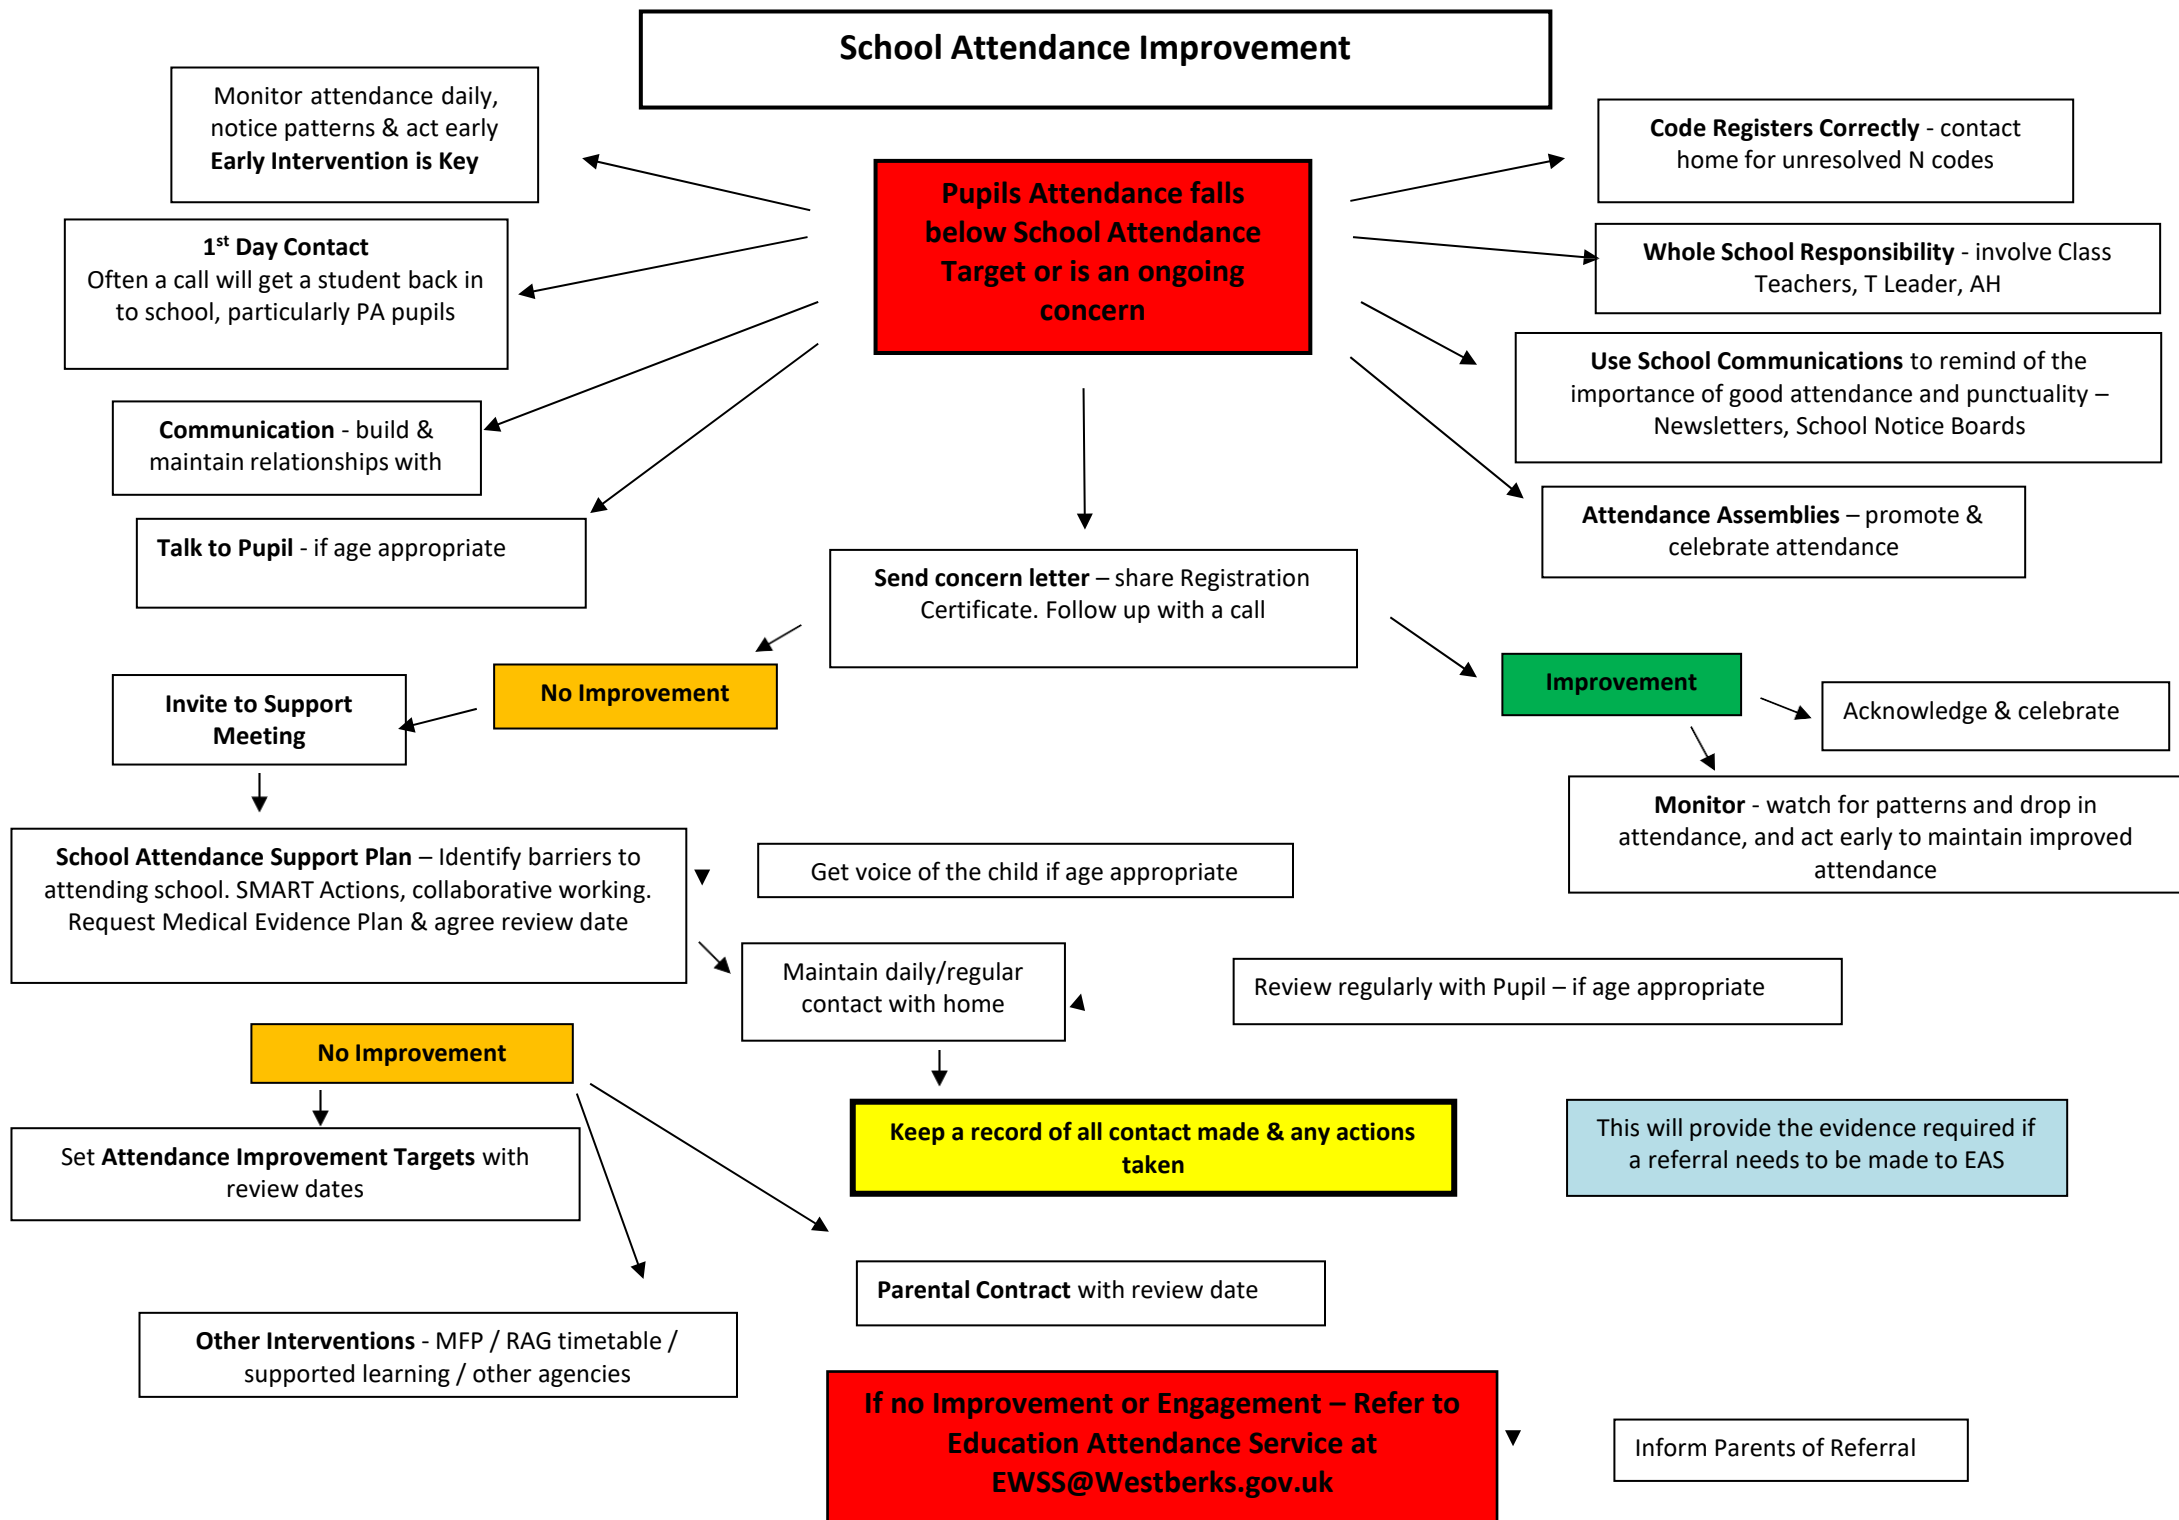 School Attendance Improvement
Monitor attendance daily,
notice patterns & act early
Early Intervention is Key
Code Registers Correctly - contact
home for unresolved N codes
Pupils Attendance falls
below School Attendance
Target or is an ongoing
concern
1st Day Contact
Often a call will get a student back in
to school, particularly PA pupils
Whole School Responsibility - involve Class
Teachers, T Leader, AH
Use School Communications to remind of the
importance of good attendance and punctuality –
Newsletters, School Notice Boards
Communication - build &
maintain relationships with
Attendance Assemblies – promote &
celebrate attendance
Talk to Pupil - if age appropriate
Send concern letter – share Registration
Certificate. Follow up with a call
No Improvement
Improvement
Invite to Support
Meeting
Acknowledge & celebrate
Monitor - watch for patterns and drop in
attendance, and act early to maintain improved
attendance
School Attendance Support Plan – Identify barriers to
attending school. SMART Actions, collaborative working.
Request Medical Evidence Plan & agree review date
Get voice of the child if age appropriate
Maintain daily/regular
contact with home
Review regularly with Pupil – if age appropriate
No Improvement
Keep a record of all contact made & any actions
taken
This will provide the evidence required if
a referral needs to be made to EAS
Set Attendance Improvement Targets with
review dates
Parental Contract with review date
Other Interventions - MFP / RAG timetable /
supported learning / other agencies
If no Improvement or Engagement – Refer to
Education Attendance Service at
EWSS@Westberks.gov.uk
Inform Parents of Referral